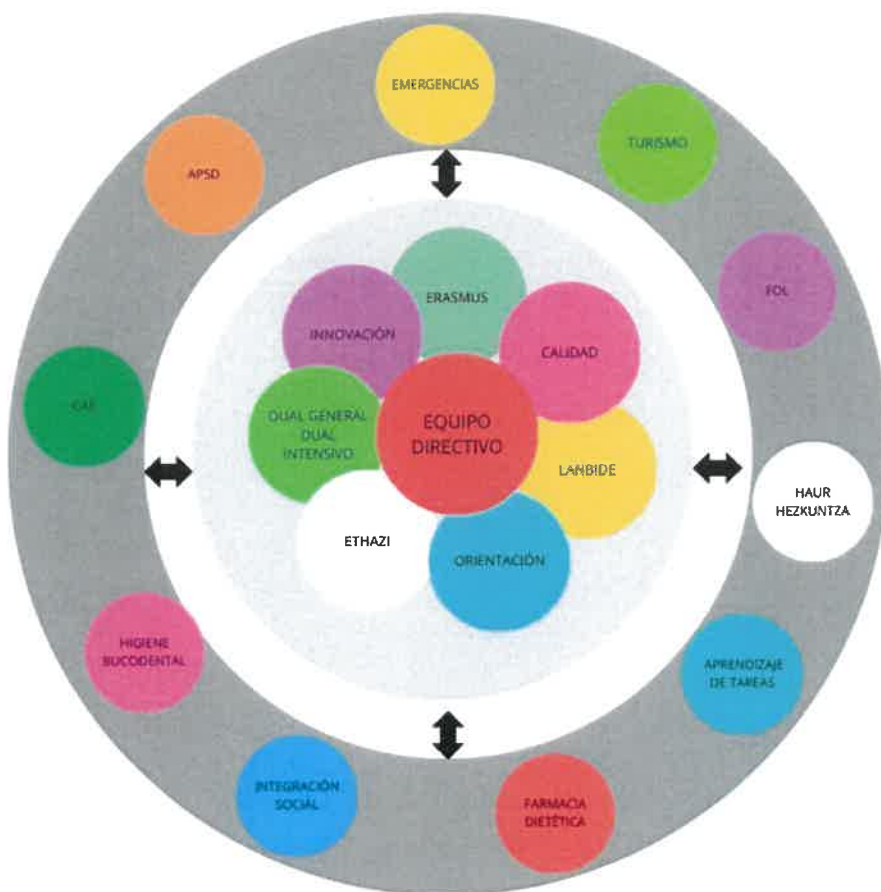 EMERGENCIAS
TURISMO
APSD
FOL
ERASMUS
INNOVACIÓN
CALIDAD
CAE
DUAL GENERAL
DUAL
INTENSIVO
EQUIPO
DIRECTIVO
LANBIDE
HAUR
HEZKUNTZA
ETHAZI
ORIENTACIÓN
HIGIENE
BUCODENTAL
APRENDIZAJE
DE TAREAS
INTEGRACIÓN
SOCIAL
FARMACIA
DIETÉTICA